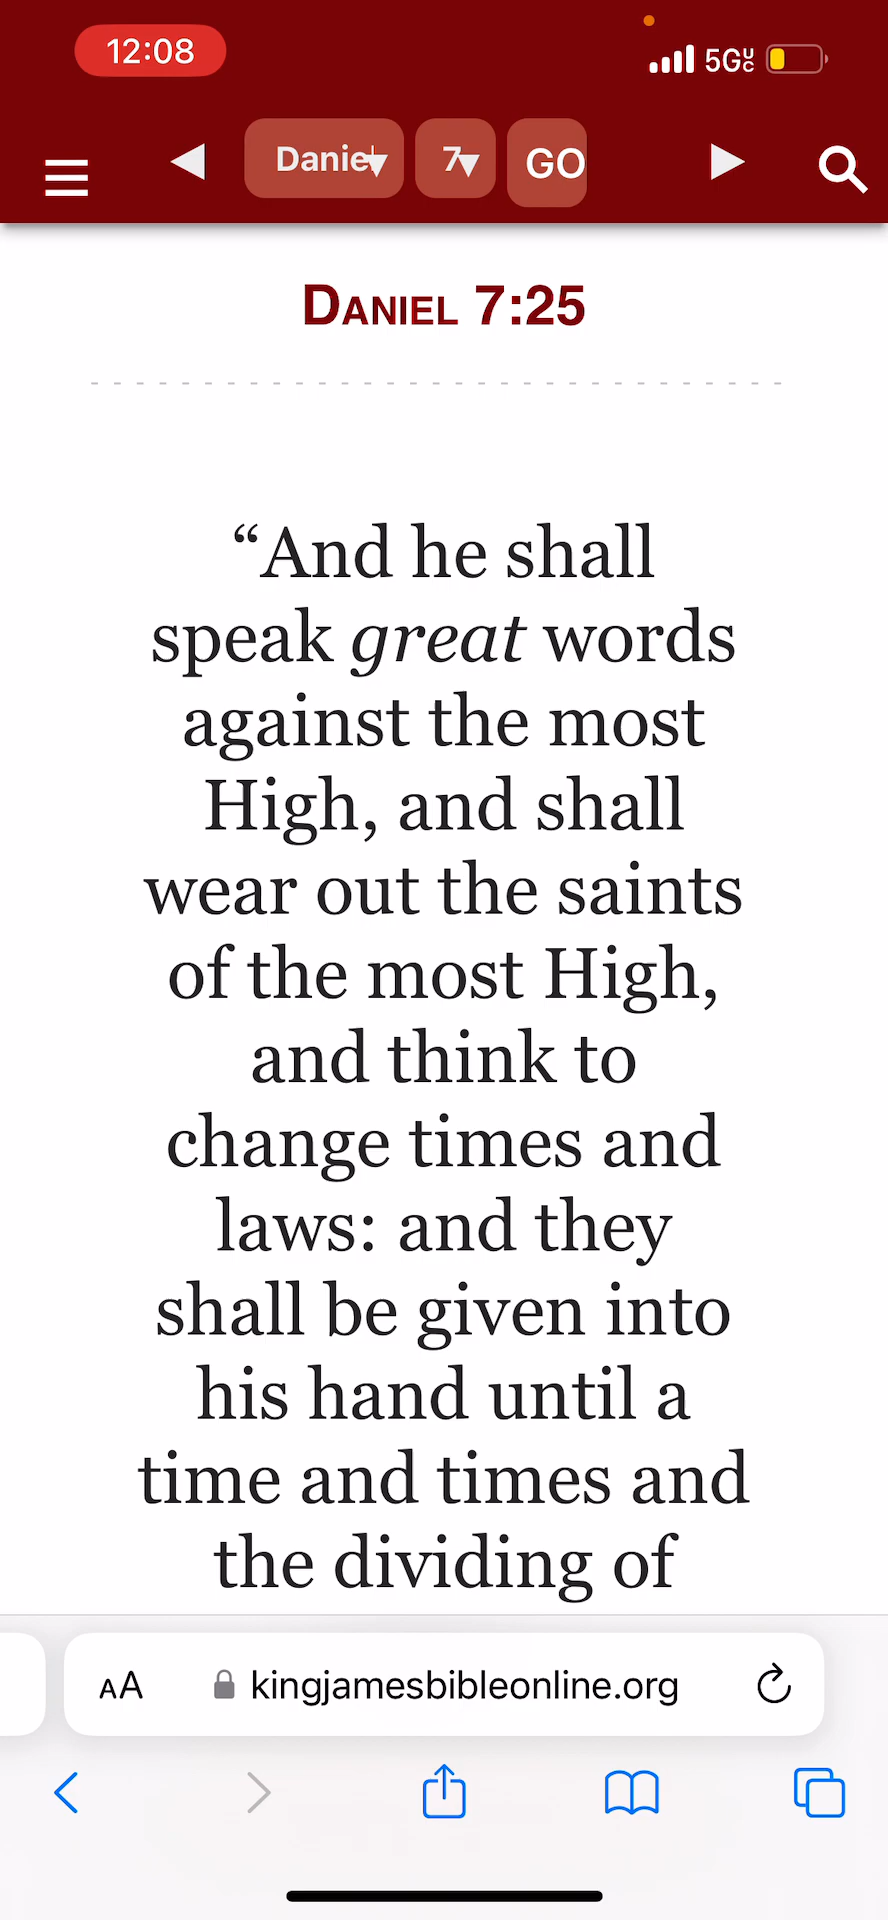 12:08
5G
Danie
7
GO
DANIEL 7:25
“And he shall
speak great words
against the most
High, and shall
wear out the saints
of the most High,
and think to
change times and
laws: and they
shall be given into
his hand until a
time and times and
the dividing of
AA
kingjamesbibleonline.org